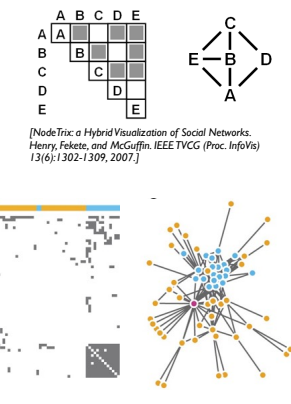 A B C D E
A A
B B
C C
D D
E E
C
E B D
A
[NodeTrix: a Hybrid Visualization of Social Networks.
Henry, Fekete, and McGuffin. IEEE TVCG (Proc. InfoVis)
13(6):1302-1309, 2007.]